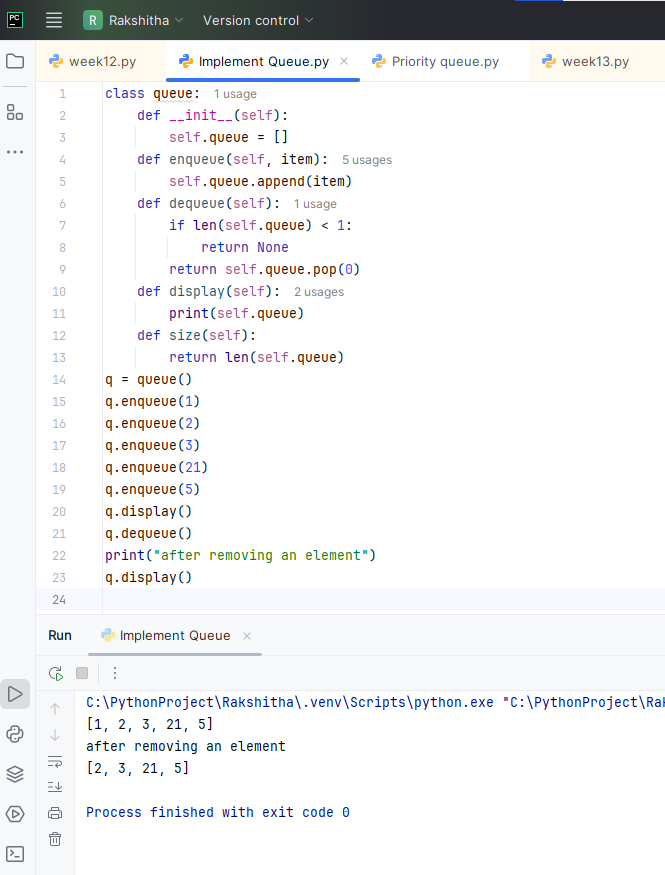 PC
R Rakshitha Version control
week12.py Implement Queue.py Priority queue.py week13.py
1 class queue: 1 usage
2     def __init__(self):
3         self.queue = []
4     def enqueue(self, item): 5 usages
5         self.queue.append(item)
6     def dequeue(self): 1 usage
7         if len(self.queue) < 1:
8             return None
9         return self.queue.pop(0)
10     def display(self): 2 usages
11         print(self.queue)
12     def size(self):
13         return len(self.queue)
14 q = queue()
15 q.enqueue(1)
16 q.enqueue(2)
17 q.enqueue(3)
18 q.enqueue(21)
19 q.enqueue(5)
20 q.display()
21 q.dequeue()
22 print("after removing an element")
23 q.display()
24
Run Implement Queue
C:\PythonProject\Rakshitha\.venv\Scripts\python.exe "C:\PythonProject\Rak
[1, 2, 3, 21, 5]
after removing an element
[2, 3, 21, 5]
Process finished with exit code 0